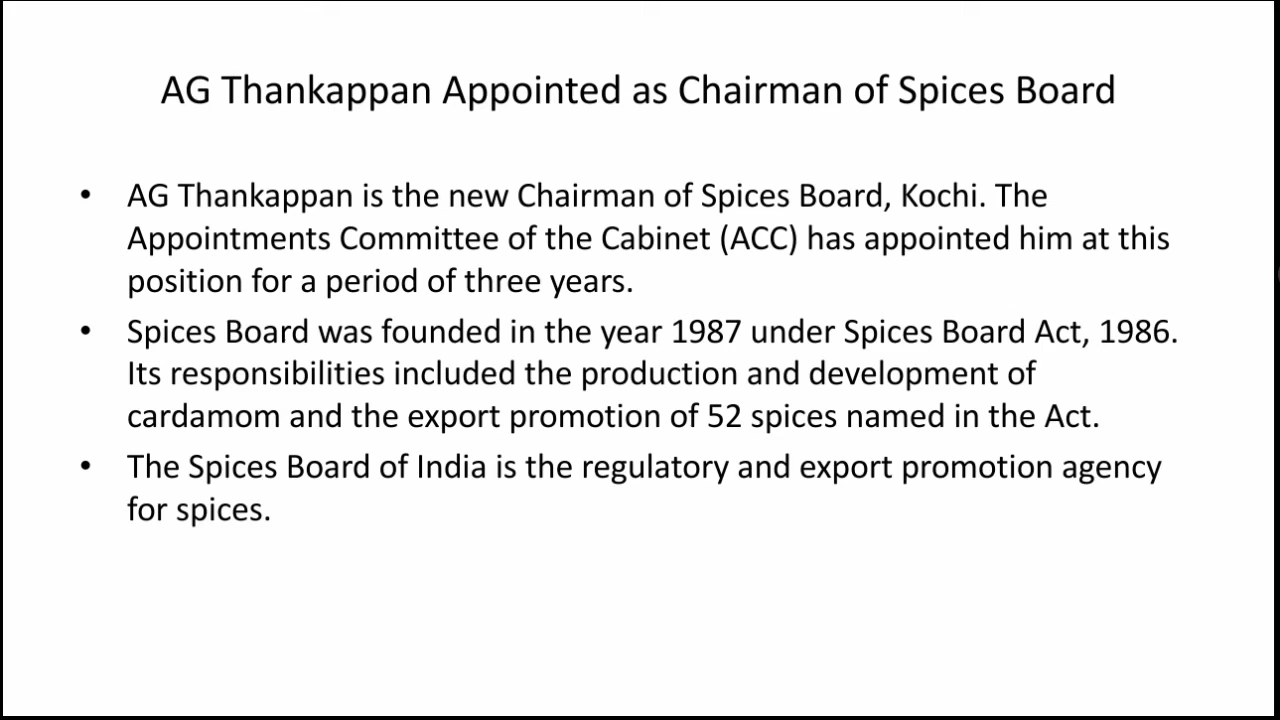 AG Thankappan Appointed as Chairman of Spices Board
• AG Thankappan is the new Chairman of Spices Board, Kochi. The
Appointments Committee of the Cabinet (ACC) has appointed him at this
position for a period of three years.
• Spices Board was founded in the year 1987 under Spices Board Act, 1986.
Its responsibilities included the production and development of
cardamom and the export promotion of 52 spices named in the Act.
• The Spices Board of India is the regulatory and export promotion agency
for spices.